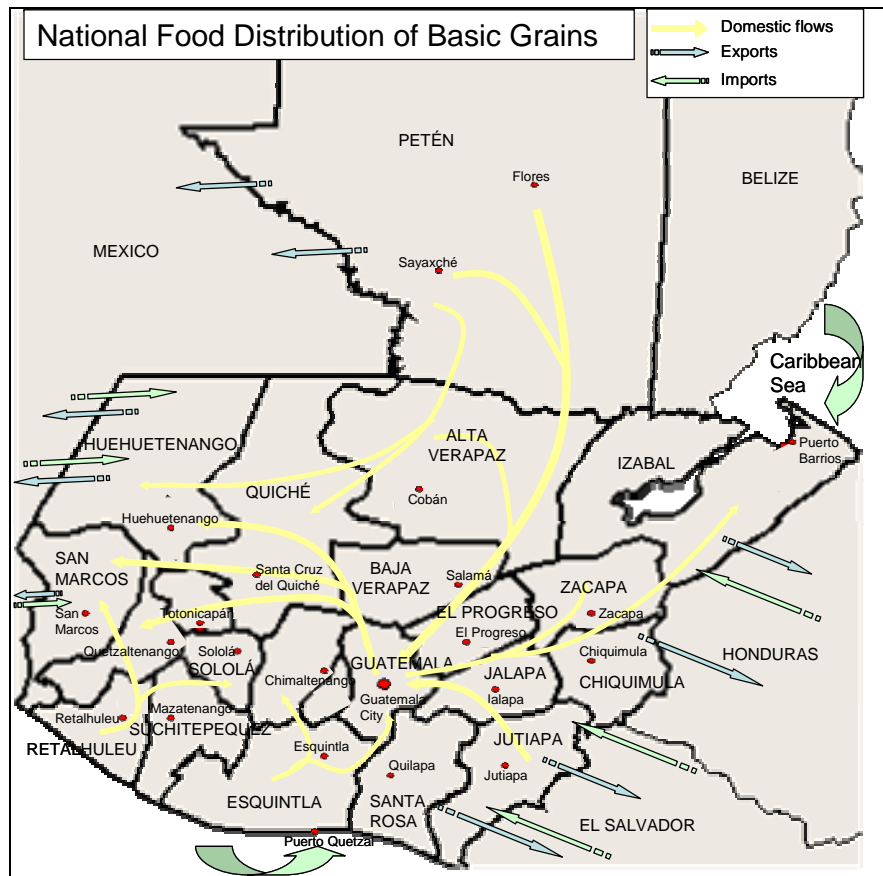 National Food Distribution of Basic Grains
Domestic flows
Exports
Imports
PETÉN
Flores
BELIZE
MEXICO
Sayaxché
Caribbean
Sea
HUEHUETENANGO
ALTA
VERAPAZ
Puerto
Barrios
IZABAL
QUICHÉ
Cobán
Huehuetenango
SAN
MARCOS
Santa Cruz
del Quiché
BAJA
VERAPAZ
Salamá
ZACAPA
Zacapa
San
Marcos
Totonicapán
EL PROGRESO
El Progreso
Quetzaltenango
Sololá
SOLOLÁ
GUATEMALA
Chiquimula
HONDURAS
Chimaltenango
JALAPA
Jalapa
CHIQUIMULA
Guatemala
City
Retalhuleu
Mazatenango
RETALHULEU
SUCHITEPEQUEZ
Esquintla
JUTIAPA
Jutiapa
Quilapa
ESQUINTLA
SANTA
ROSA
EL SALVADOR
Puerto Quetzal